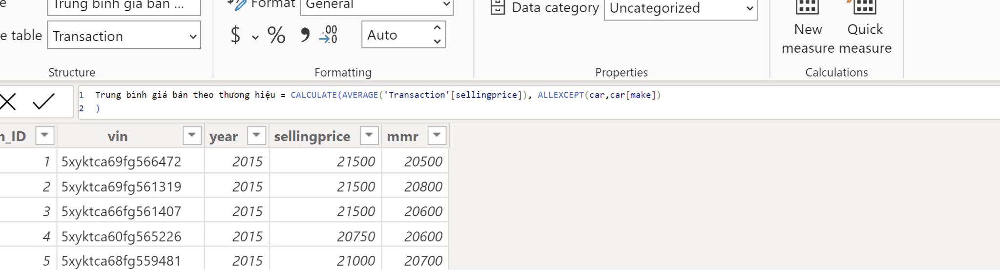 e Trung bình giá bán ... Format General Data category Uncategorized
e table Transaction $ % , .00 →.0 Auto New measure Quick measure
Structure Formatting Properties Calculations
1 Trung bình giá bán theo thương hiệu = CALCULATE(AVERAGE('Transaction'[sellingprice]), ALLEXCEPT(car,car[make])
2 )
n_ID vin year sellingprice mmr
1 5xyktca69fg566472 2015 21500 20500
2 5xyktca69fg561319 2015 21500 20800
3 5xyktca66fg561407 2015 21500 20600
4 5xyktca60fg565226 2015 20750 20600
5 5xyktca68fg559481 2015 21000 20700